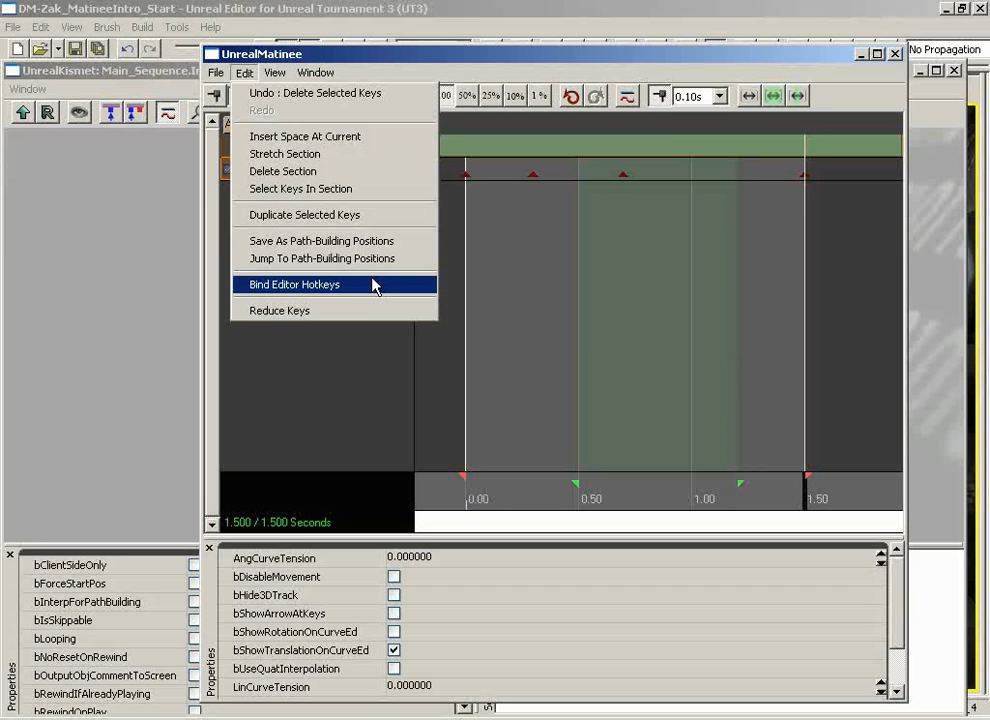 DM-Zak_MatineeIntro_Start - Unreal Editor for Unreal Tournament 3 (UT3)
File Edit View Brush Build Tools Help
No Propagation
UnrealKismet: Main_Sequence.In
Window
UnrealMatinee
File Edit View Window
50% 25% 10% 1 % 0.10s
Undo : Delete Selected Keys
Redo
Insert Space At Current
Stretch Section
Delete Section
Select Keys In Section
Duplicate Selected Keys
Save As Path-Building Positions
Jump To Path-Building Positions
Bind Editor Hotkeys
Reduce Keys
0.00 0.50 1.00 1.50
1.500 / 1.500 Seconds
bClientSideOnly
bForceStartPos
bInterpForPathBuilding
bIsSkippable
bLooping
bNoResetOnRewind
bOutputObjCommentToScreen
bRewindIfAlreadyPlaying
bRewindOnPlay
Properties
AngCurveTension 0.000000
bDisableMovement
bHide3DTrack
bShowArrowAtKeys
bShowRotationOnCurveEd
bShowTranslationOnCurveEd
bUseQuatInterpolation
LinCurveTension 0.000000
Properties
4